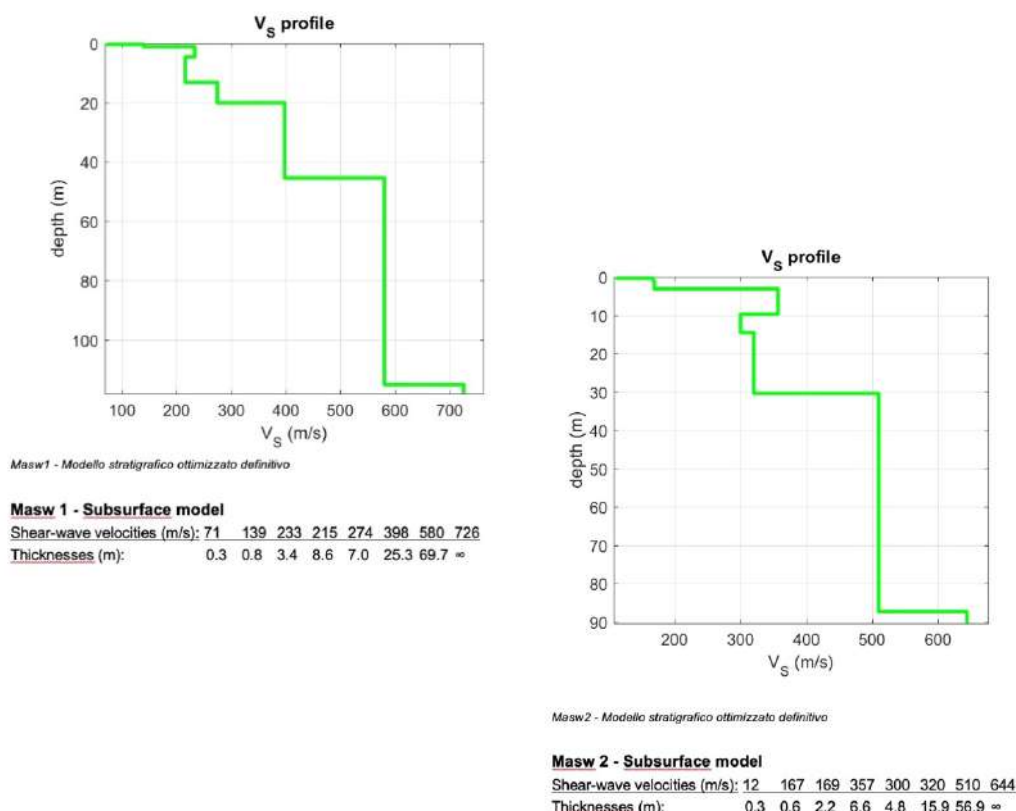 V_S profile
0
20
40
60
80
100
depth (m)
100 200 300 400 500 600 700
V_S (m/s)
Masw1 - Modello stratigrafico ottimizzato definitivo
Masw 1 - Subsurface model
Shear-wave velocities (m/s): 71 139 233 215 274 398 580 726
Thicknesses (m): 0.3 0.8 3.4 8.6 7.0 25.3 69.7 ∞
V_S profile
0
10
20
30
40
50
60
70
80
90
depth (m)
200 300 400 500 600
V_S (m/s)
Masw2 - Modello stratigrafico ottimizzato definitivo
Masw 2 - Subsurface model
Shear-wave velocities (m/s): 12 167 169 357 300 320 510 644
Thicknesses (m): 0.3 0.6 2.2 6.6 4.8 15.9 56.9 ∞